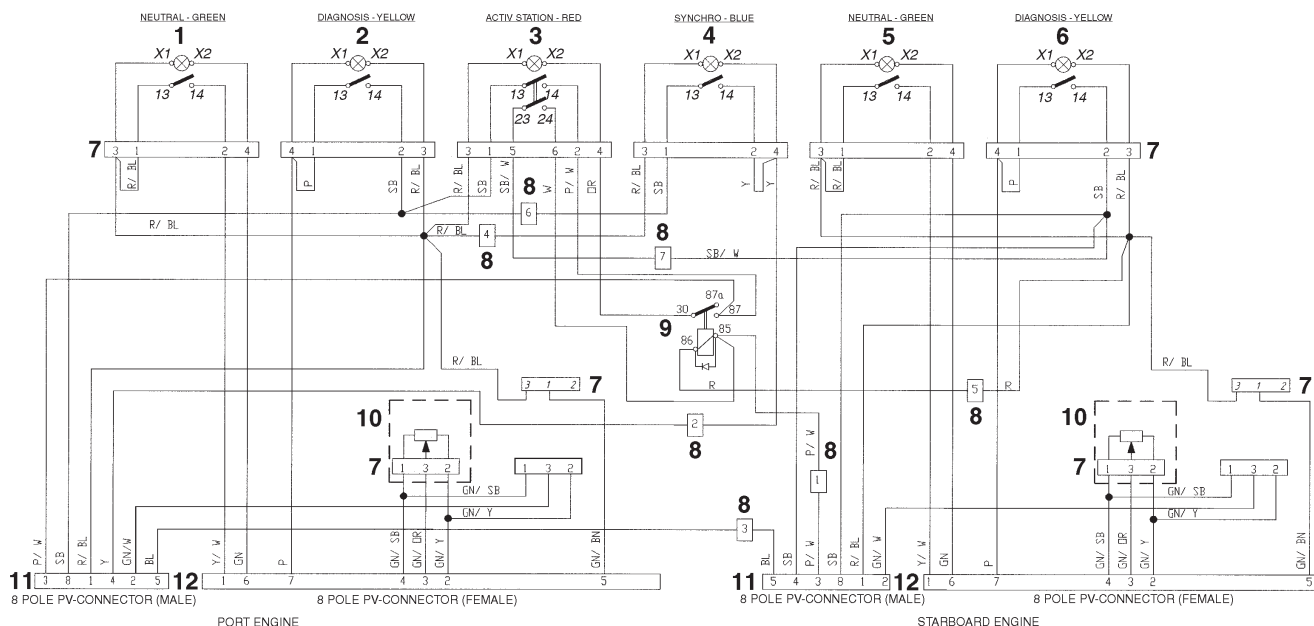 NEUTRAL - GREEN DIAGNOSIS - YELLOW ACTIV STATION - RED SYNCHRO - BLUE NEUTRAL - GREEN DIAGNOSIS - YELLOW
1 2 3 4 5 6
X1 X2 X1 X2 X1 X2 X1 X2 X1 X2 X1 X2
13 14 13 14 13 14 13 14 13 14 13 14
23 24
7 3 1 2 4 4 1 2 3 3 1 5 6 2 4 3 1 2 4 3 1 2 4 4 1 2 3 7
R/ BL P SB R/ BL R/ BL SB SB/ W W P/ W OR R/ BL SB Y Y R/ BL R/ BL P SB R/ BL
8
6
R/ BL R/ BL 4 8
8 7 SB/ W
87a
30 87
9
86 85
R 5 R
8
R/ BL 3 1 2 7
R/ BL 3 1 2 7
10 10
2
8
P/ W 8
1
7 1 3 2 1 3 2
7 1 3 2 1 3 2
GN/ SB GN/ SB
GN/ Y GN/ Y
8
3
P/ W SB R/ BL Y GN/W BL Y/ W GN P GN/ SB GN/ OR GN/ Y GN/ BN
BL SB P/ W SB R/ BL GN/ W Y/ W GN P GN/ SB GN/ OR GN/ Y GN/ BN
11 3 8 1 4 2 5 12 1 6 7 4 3 2 5
11 5 4 3 8 1 2 12 1 6 7 4 3 2 5
8 POLE PV-CONNECTOR (MALE) 8 POLE PV-CONNECTOR (FEMALE) 8 POLE PV-CONNECTOR (MALE) 8 POLE PV-CONNECTOR (FEMALE)
PORT ENGINE STARBOARD ENGINE